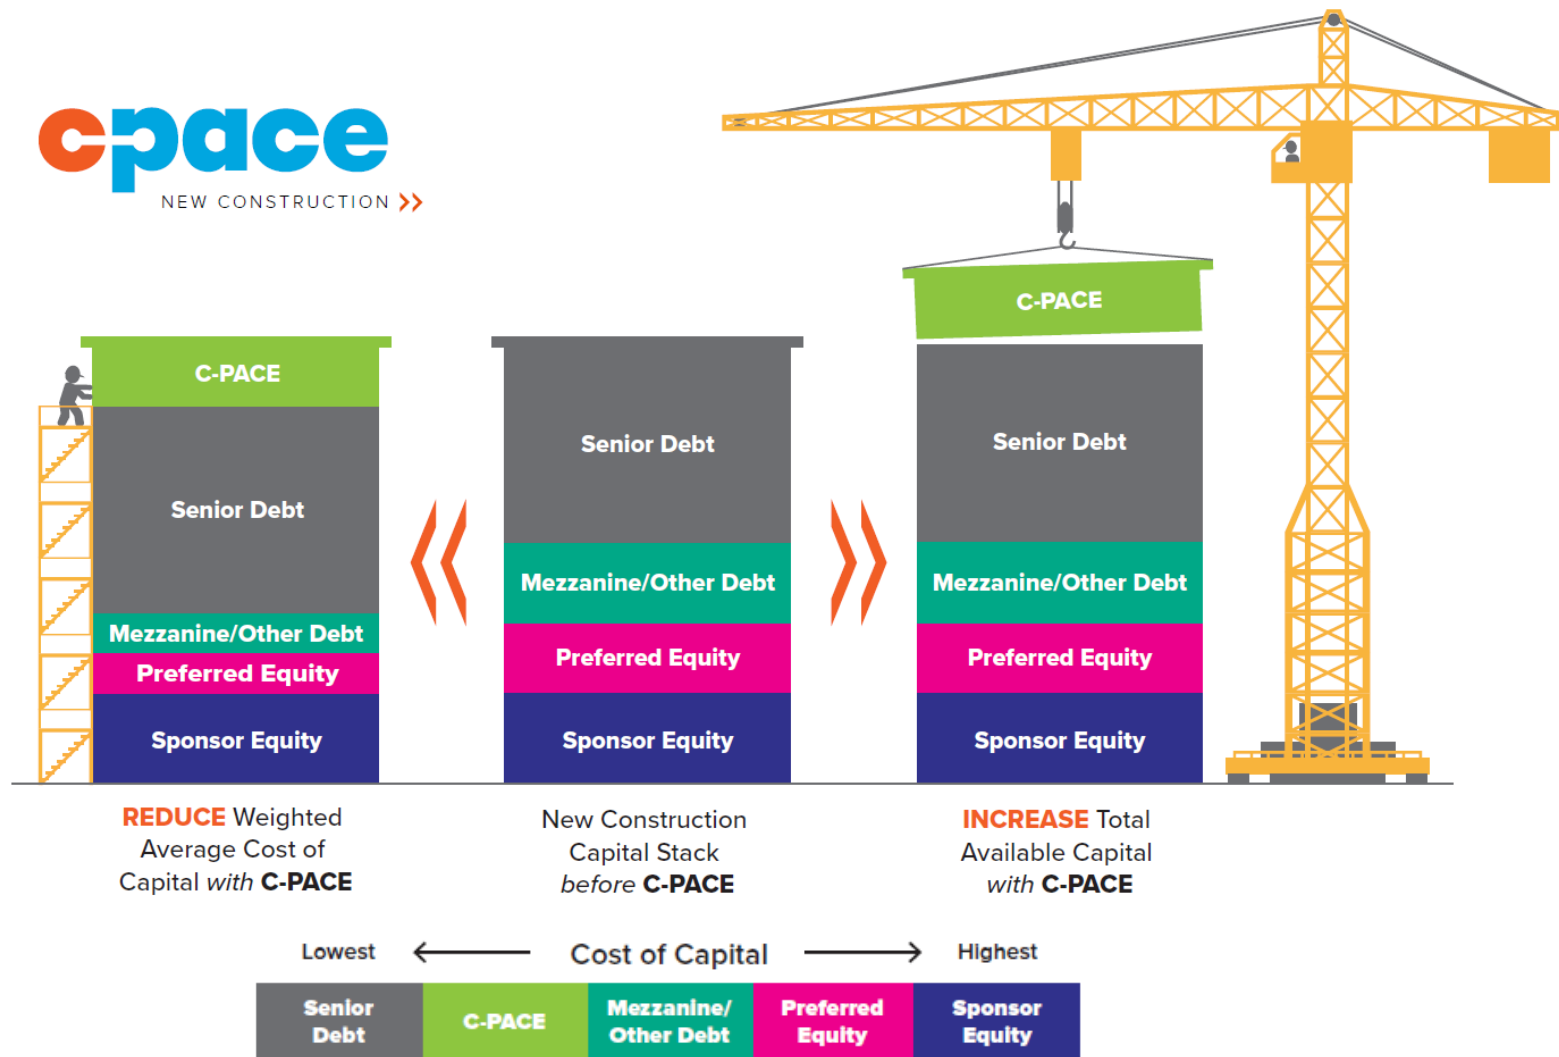 cpace
NEW CONSTRUCTION >>
C-PACE
Senior Debt
Mezzanine/Other Debt
Preferred Equity
Sponsor Equity
REDUCE Weighted
Average Cost of
Capital with C-PACE
Senior Debt
Mezzanine/Other Debt
Preferred Equity
Sponsor Equity
New Construction
Capital Stack
before C-PACE
C-PACE
Senior Debt
Mezzanine/Other Debt
Preferred Equity
Sponsor Equity
INCREASE Total
Available Capital
with C-PACE
Lowest Cost of Capital Highest
Senior
Debt
C-PACE
Mezzanine/
Other Debt
Preferred
Equity
Sponsor
Equity